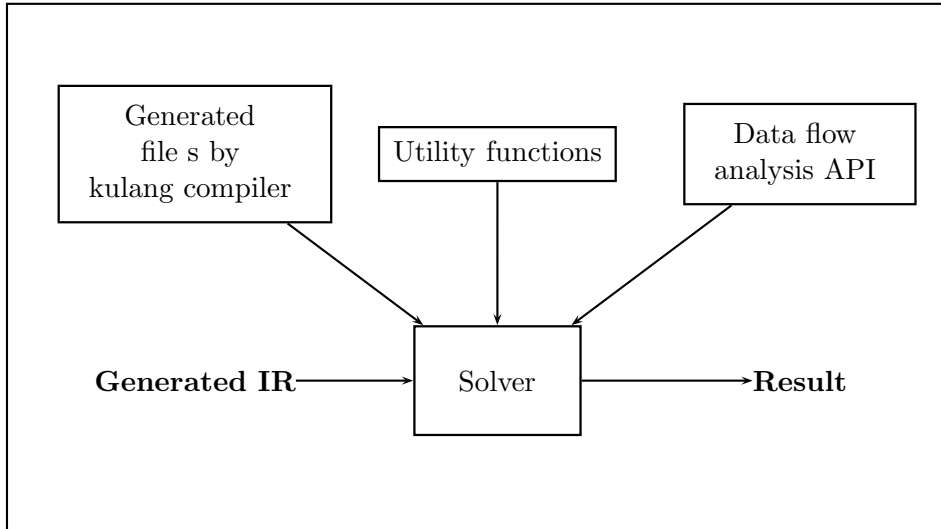 Generated
file s by
kulang compiler
Utility functions
Data flow
analysis API
Generated IR
Solver
Result